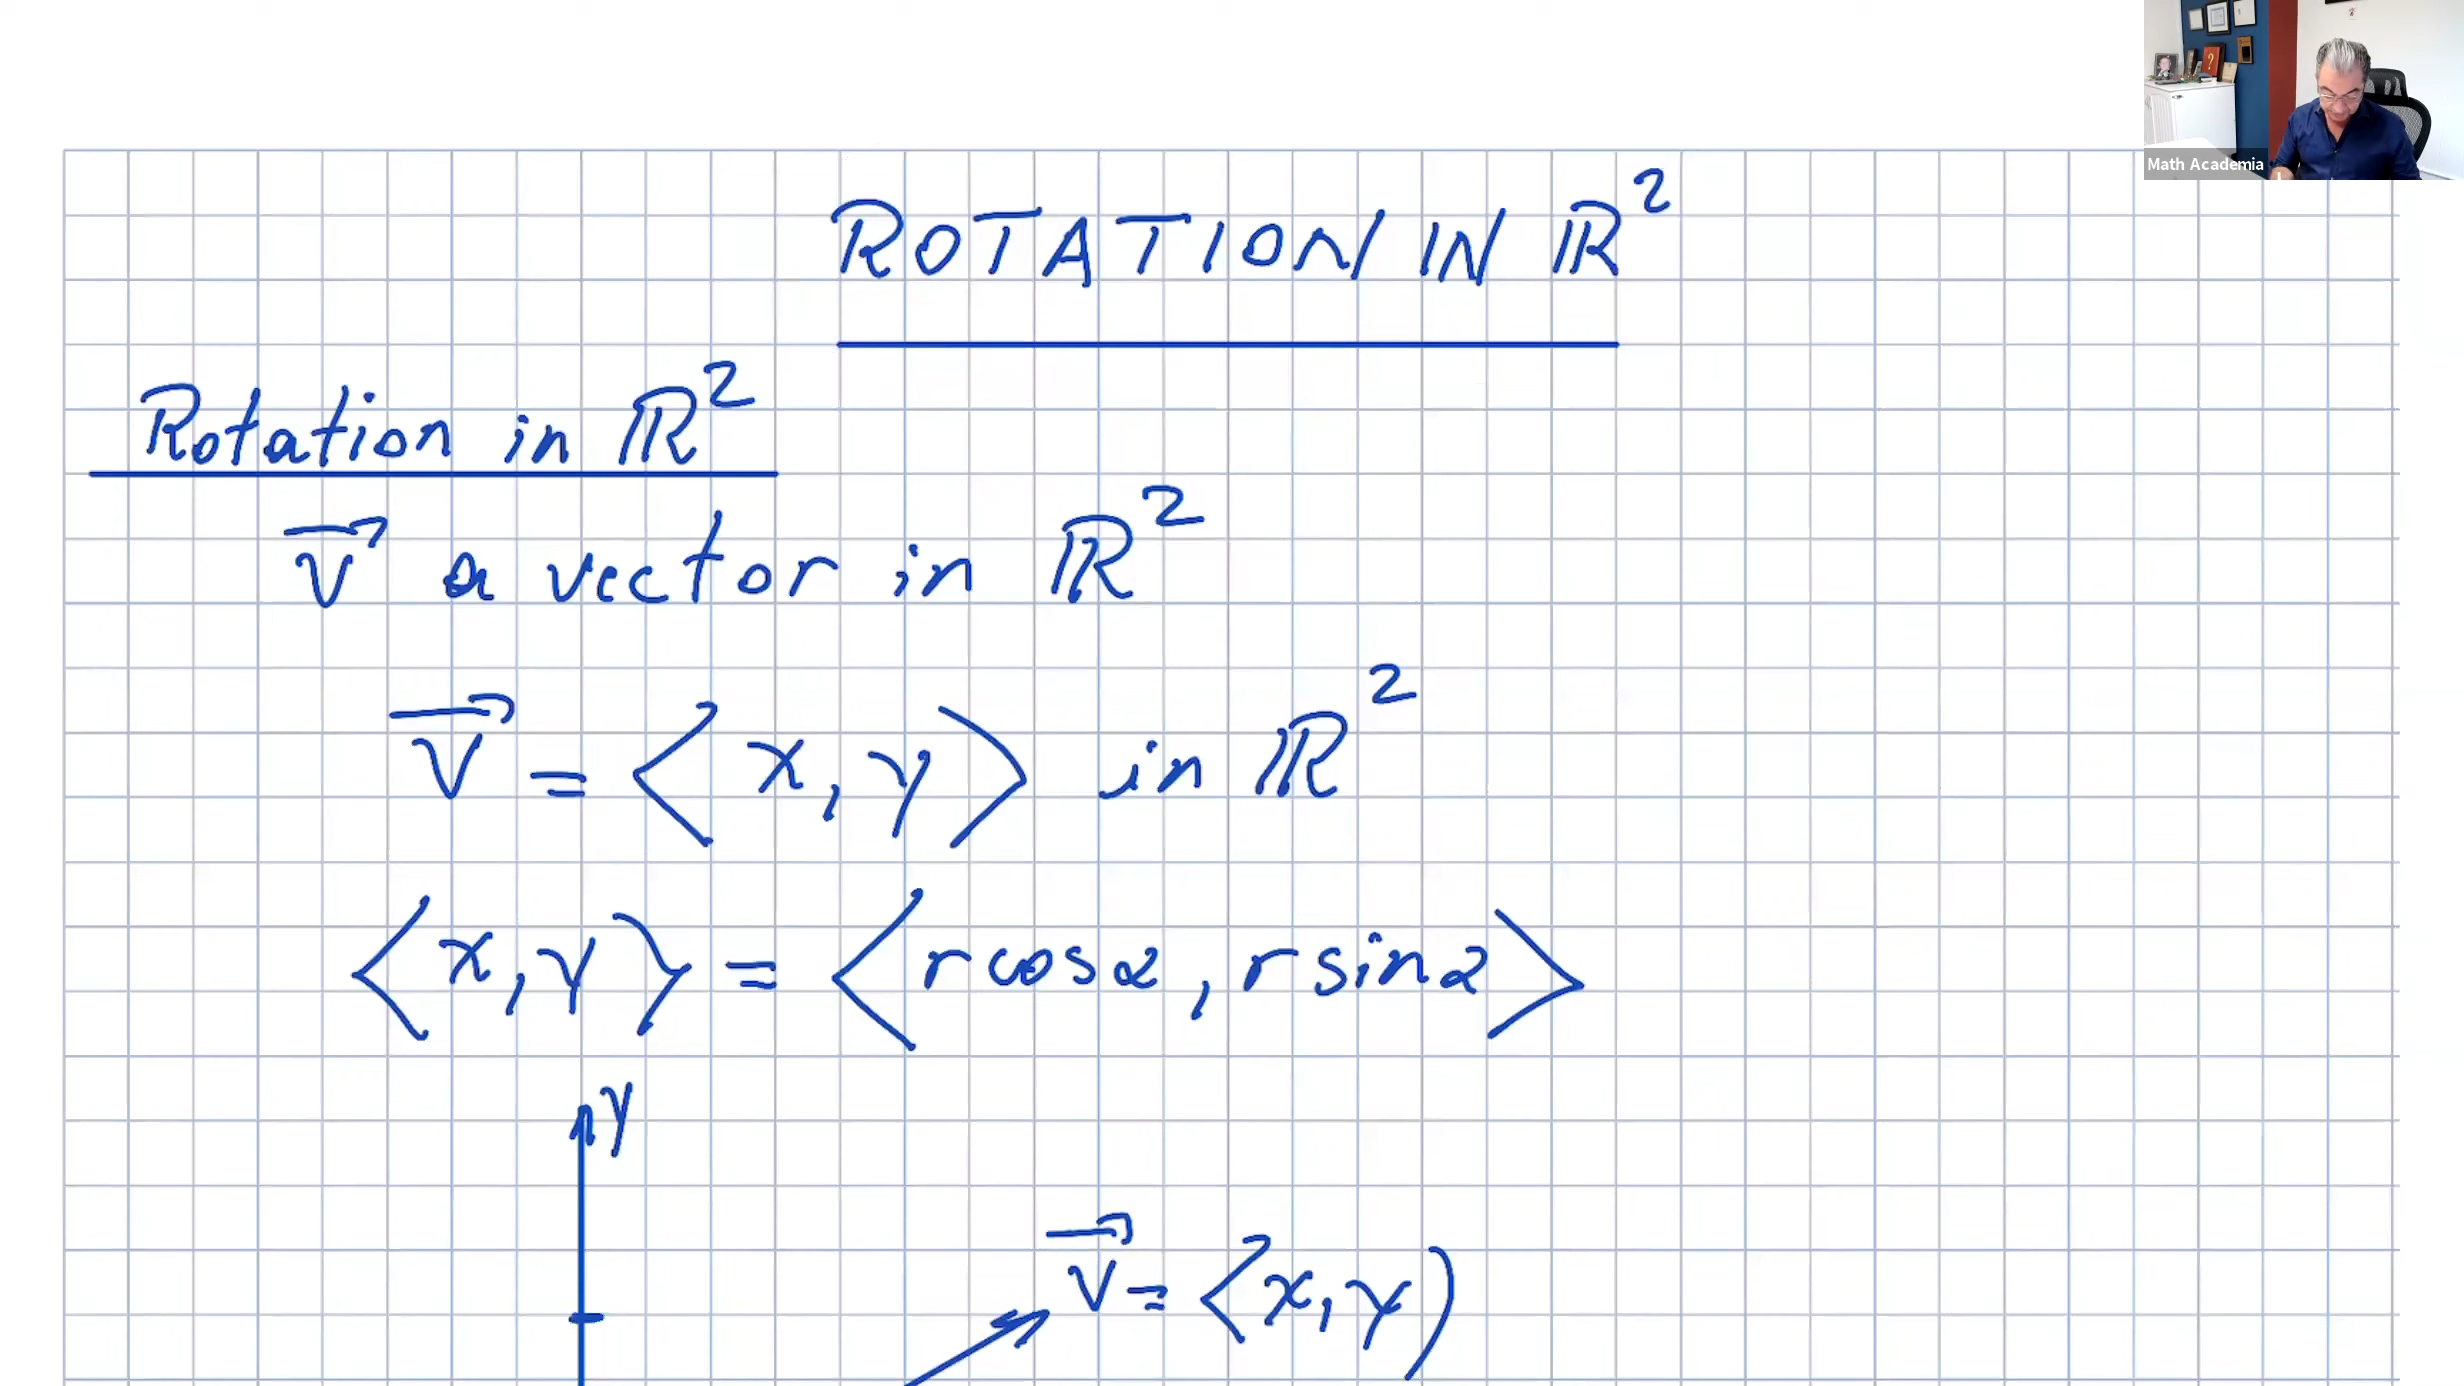 Math Academia
ROTATION IN ℝ²
Rotation in ℝ²
v⃗ a vector in ℝ²
v⃗ = ⟨x, y⟩ in ℝ²
⟨x, y⟩ = ⟨r cos α, r sin α⟩
y
v⃗ = ⟨x, y⟩